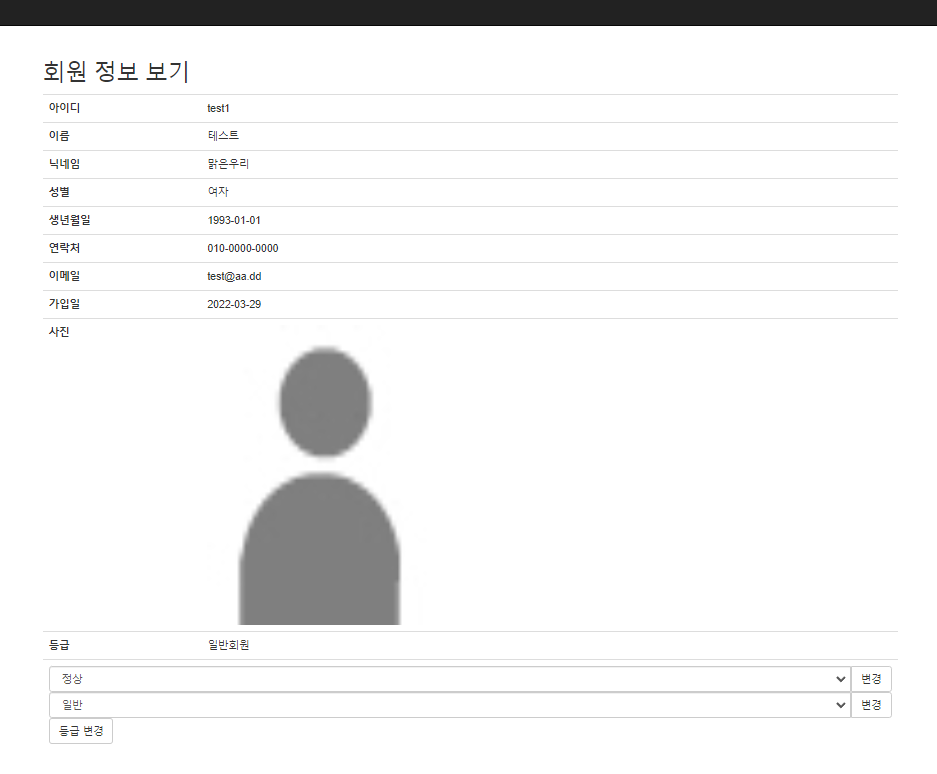 회원 정보 보기
아이디 test1
이름 테스트
닉네임 맑은우리
성별 여자
생년월일 1993-01-01
연락처 010-0000-0000
이메일 test@aa.dd
가입일 2022-03-29
사진
등급 일반회원
정상 변경
일반 변경
등급 변경